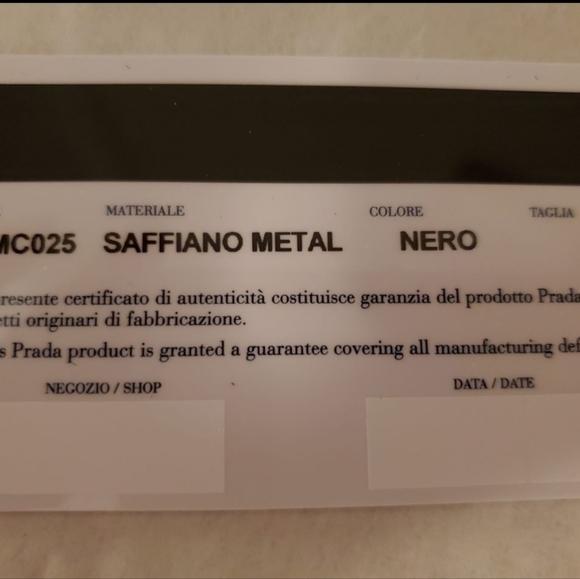 MATERIALE COLORE TAGLIA
MC025 SAFFIANO METAL NERO
resente certificato di autenticità costituisce garanzia del prodotto Prada
etti originari di fabbricazione.
s Prada product is granted a guarantee covering all manufacturing def
NEGOZIO / SHOP DATA / DATE